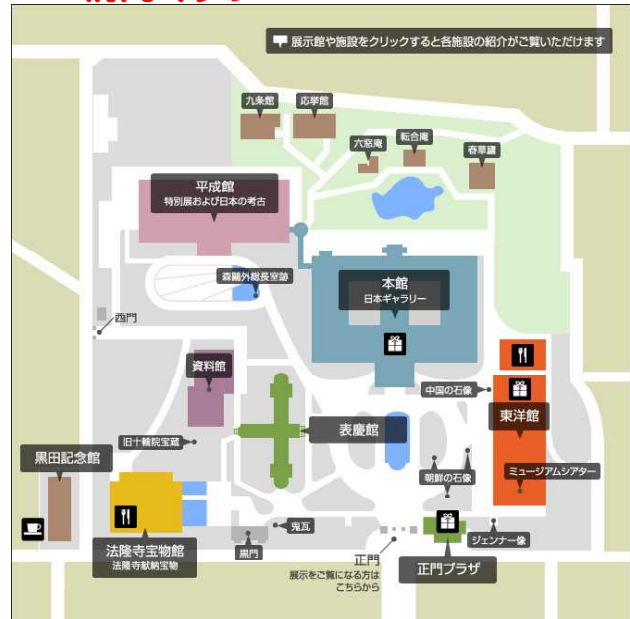 展示館や施設をクリックすると各施設の紹介がご覧いただけます
九条館
応挙館
六窓庵
転合庵
春草廬
平成館
特別展および日本の考古
森鷗外総長室跡
本館
日本ギャラリー
西門
資料館
中国の石像
東洋館
旧十輪院宝蔵
表慶館
黒田記念館
朝鮮の石像
ミュージアムシアター
鬼瓦
黒門
法隆寺宝物館
法隆寺献納宝物
正門
展示をご覧になる方は
こちらから
正門プラザ
ジェンナー像